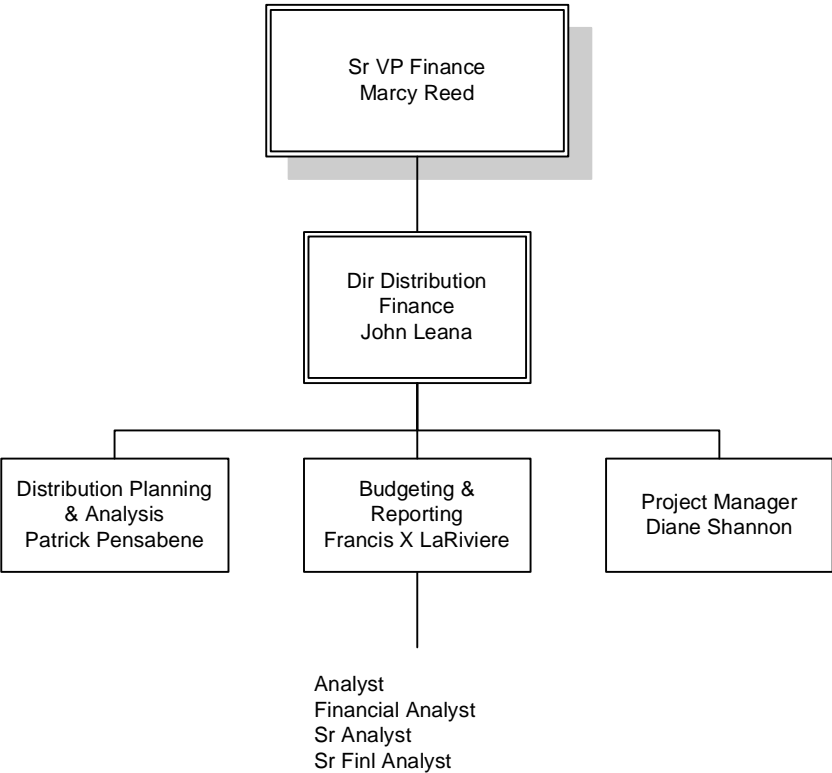 Sr VP Finance
Marcy Reed
Dir Distribution
Finance
John Leana
Distribution Planning
& Analysis
Patrick Pensabene
Budgeting &
Reporting
Francis X LaRiviere
Project Manager
Diane Shannon
Analyst
Financial Analyst
Sr Analyst
Sr Finl Analyst